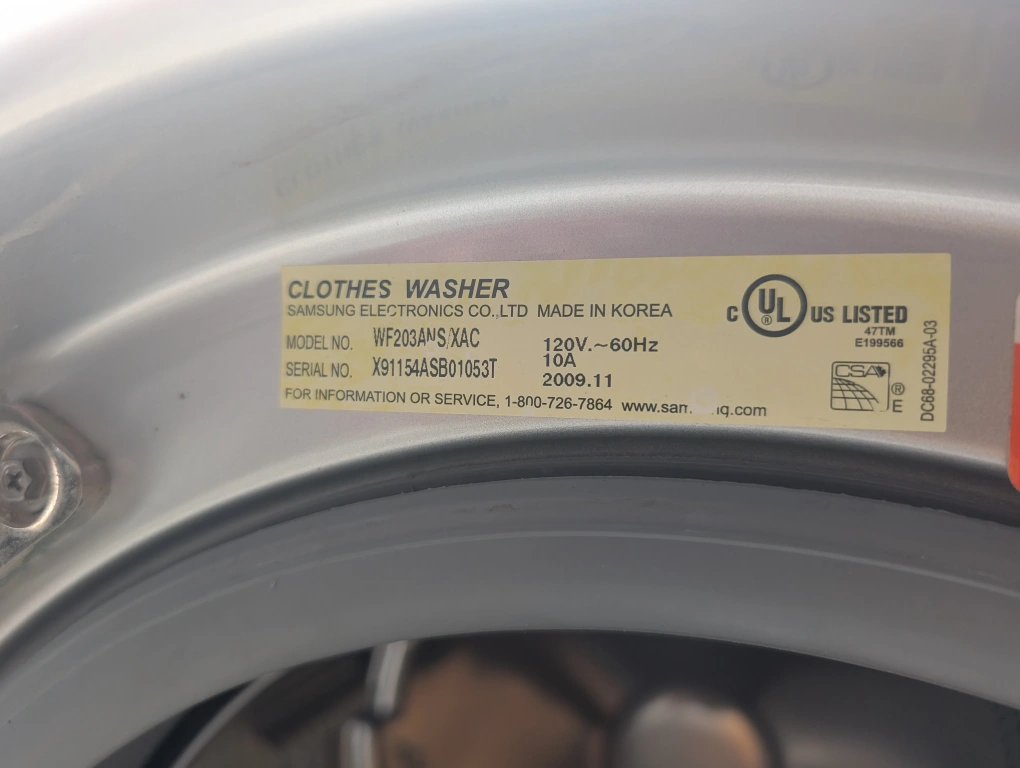 CLOTHES WASHER
SAMSUNG ELECTRONICS CO.,LTD MADE IN KOREA
MODEL NO. WF203ANS/XAC
SERIAL NO. X91154ASB01053T
120V.~60Hz
10A
2009.11
FOR INFORMATION OR SERVICE, 1-800-726-7864
C UL ® US LISTED
47TM
E199566
CSA ®
E
DC68-02295A-03